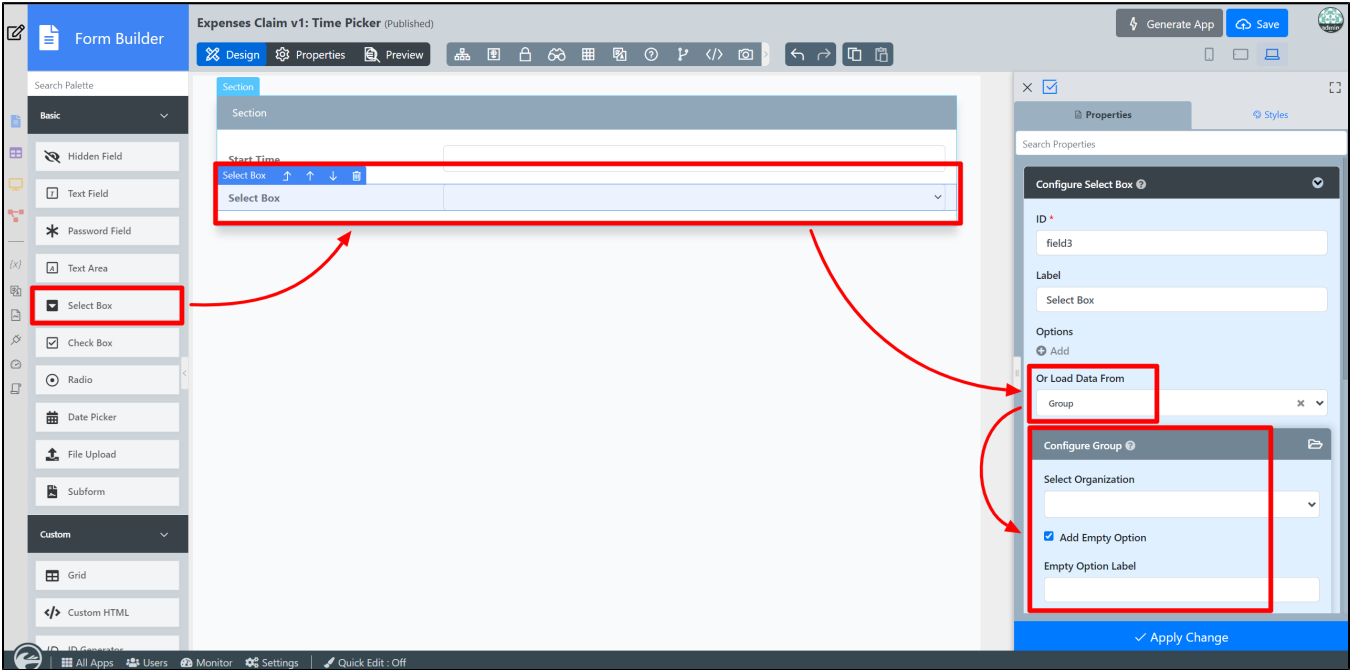 Form Builder
Expenses Claim v1: Time Picker (Published)
Generate App
Save
admin
Design
Properties
Preview
Search Palette
Basic
Hidden Field
Text Field
Password Field
Text Area
Select Box
Check Box
Radio
Date Picker
File Upload
Subform
Custom
Grid
Custom HTML
ID Generator
Section
Section
Start Time
Select Box
Select Box
Properties
Styles
Search Properties
Configure Select Box
ID *
field3
Label
Select Box
Options
Add
Or Load Data From
Group
Configure Group
Select Organization
Add Empty Option
Empty Option Label
Apply Change
All Apps
Users
Monitor
Settings
Quick Edit : Off